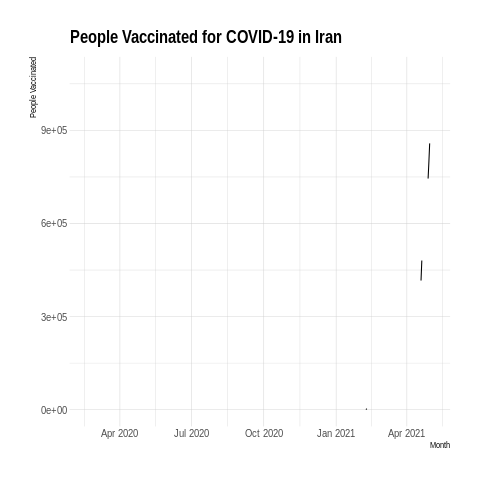 People Vaccinated for COVID-19 in Iran
People Vaccinated
9e+05
6e+05
3e+05
0e+00
Apr 2020 Jul 2020 Oct 2020 Jan 2021 Apr 2021
Month